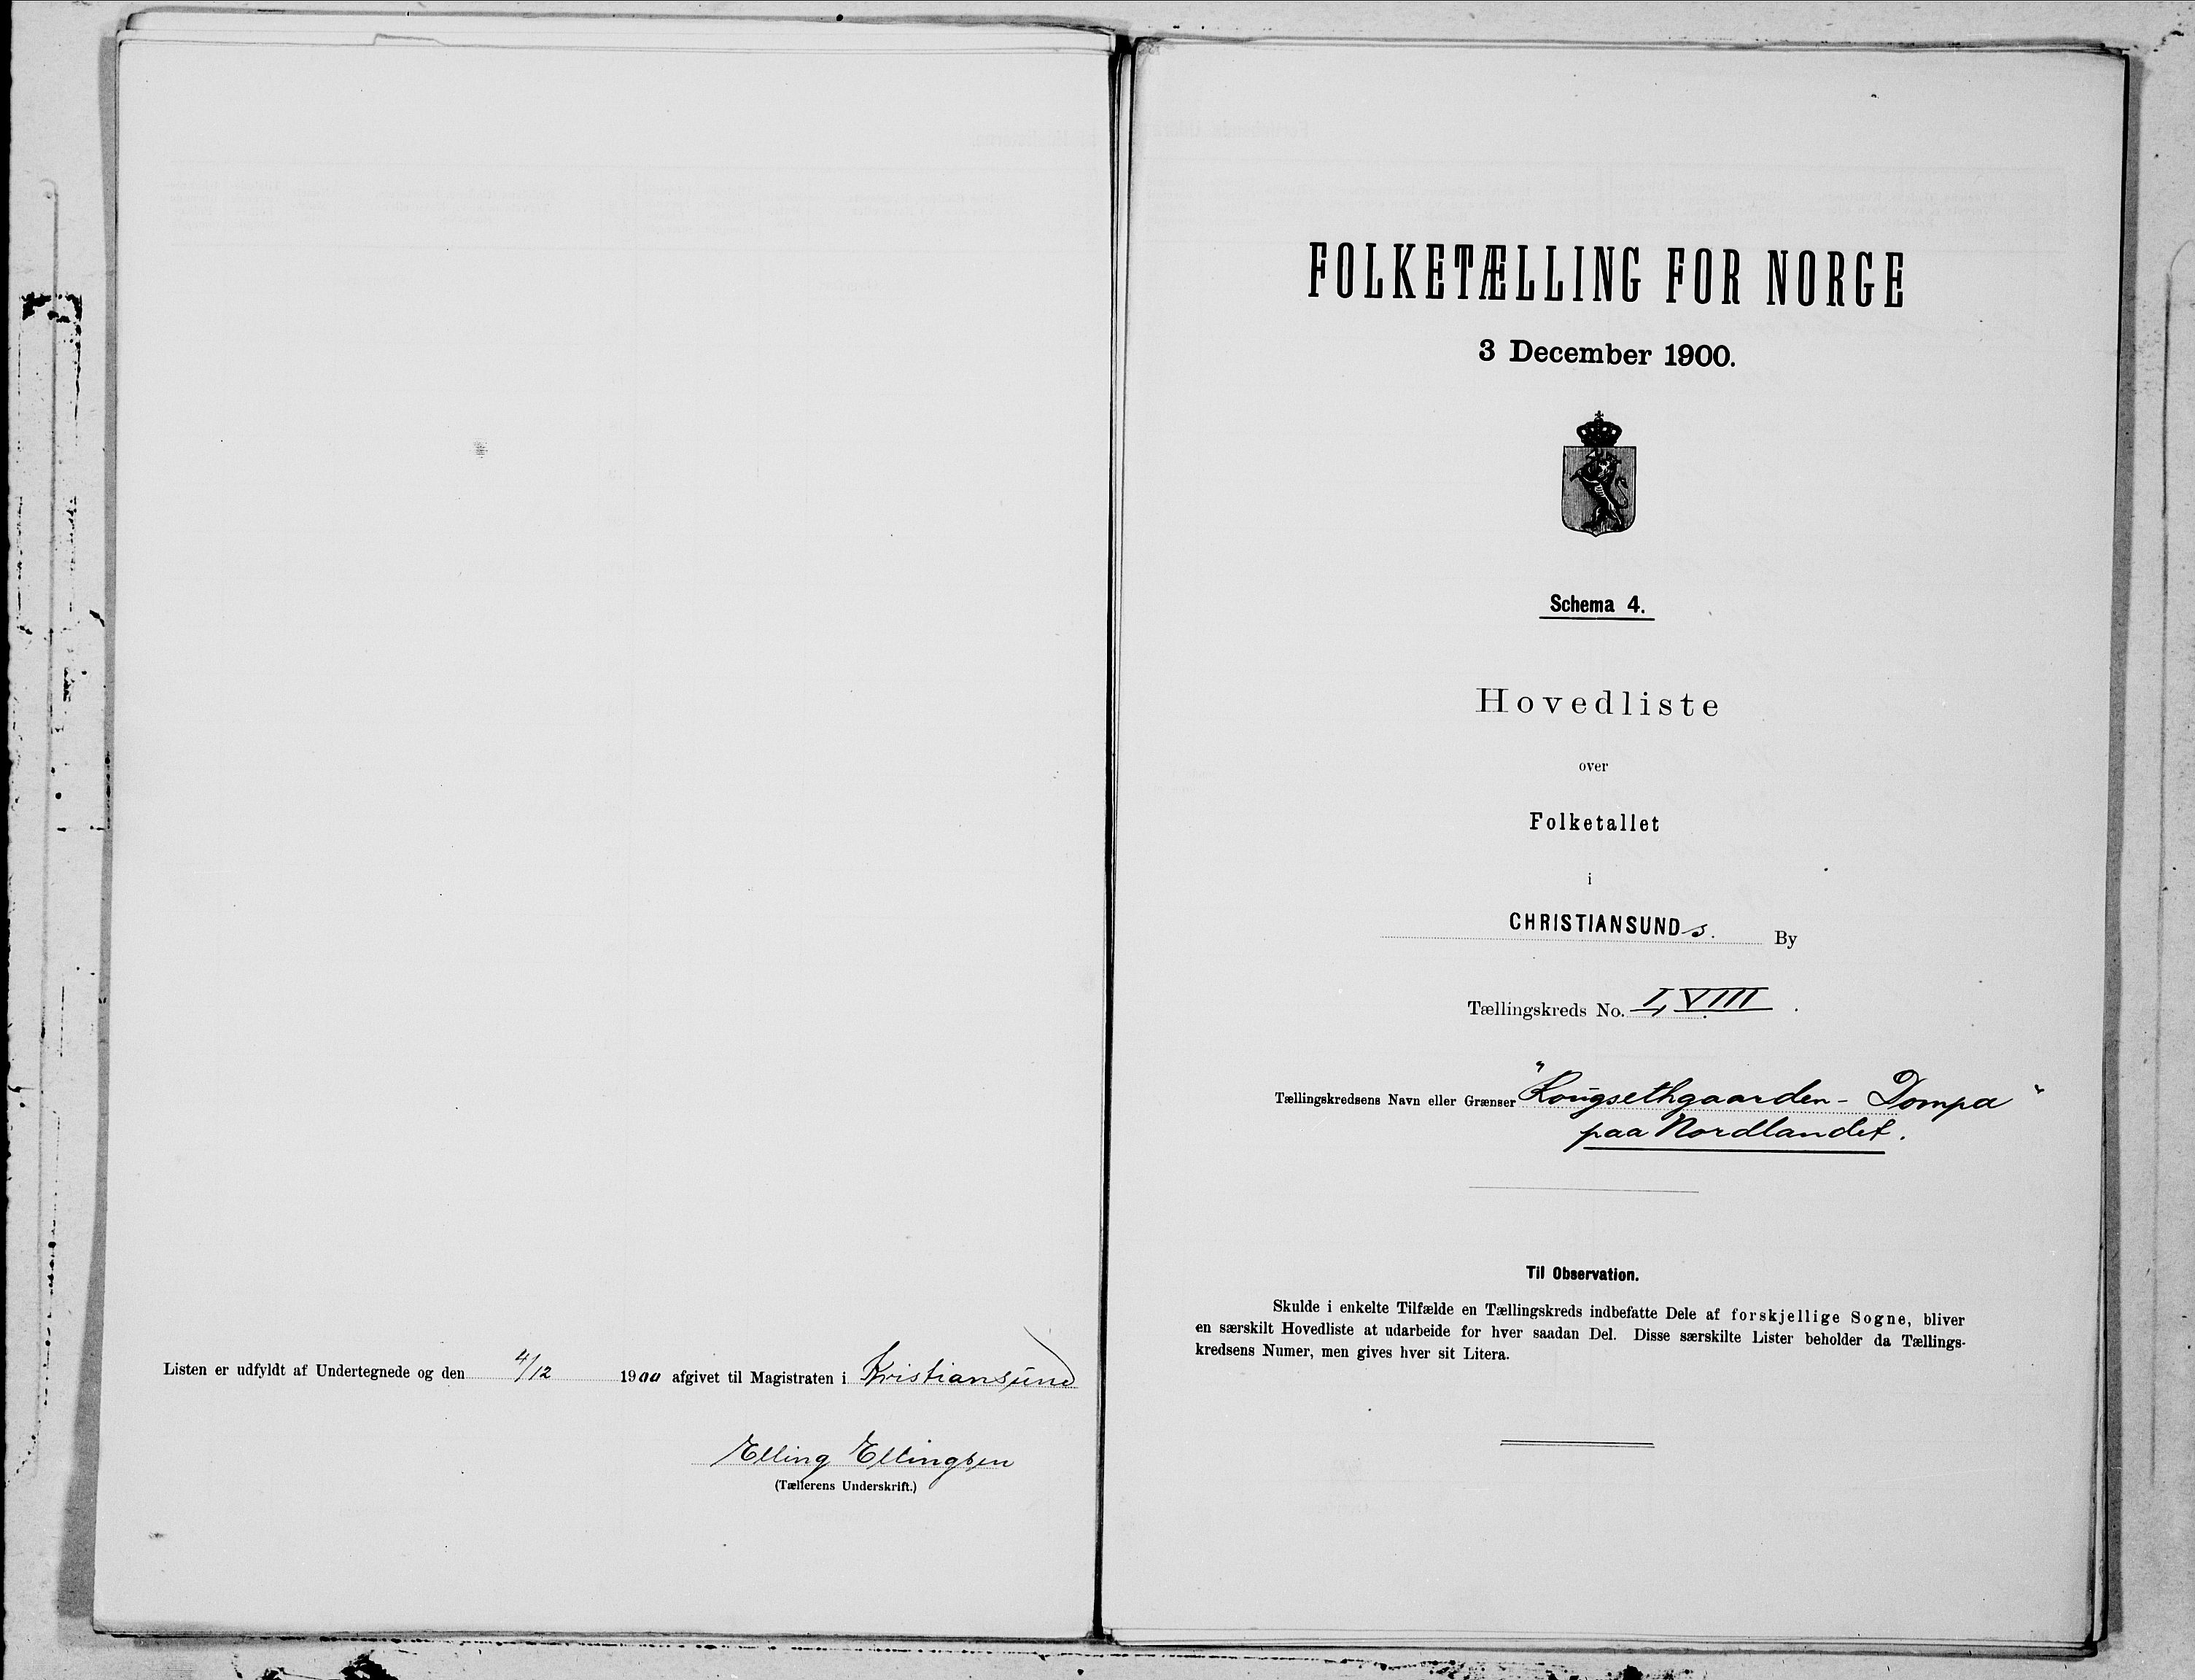 Listen er udfyldt af Undertegnede og den 4/12 1900 afgivet til Magistraten i Kristiansund
Elling Ellingsen
(Tællerens Underskrift.)
FOLKETÆLLING FOR NORGE
3 December 1900.
Schema 4.
Hovedliste
over
Folketallet
i
CHRISTIANSUNDs. By
Tællingskreds No. LVIII.
Tællingskredsens Navn eller Grænser "Kongsethgaarden - Dompa"
paa Nordlandet.
Til Observation.
Skulde i enkelte Tilfælde en Tællingskreds indbefatte Dele af forskjellige Sogne, bliver
en særskilt Hovedliste at udarbeide for hver saadan Del. Disse særskilte Lister beholder da Tællings-
kredsens Numer, men gives hver sit Litera.